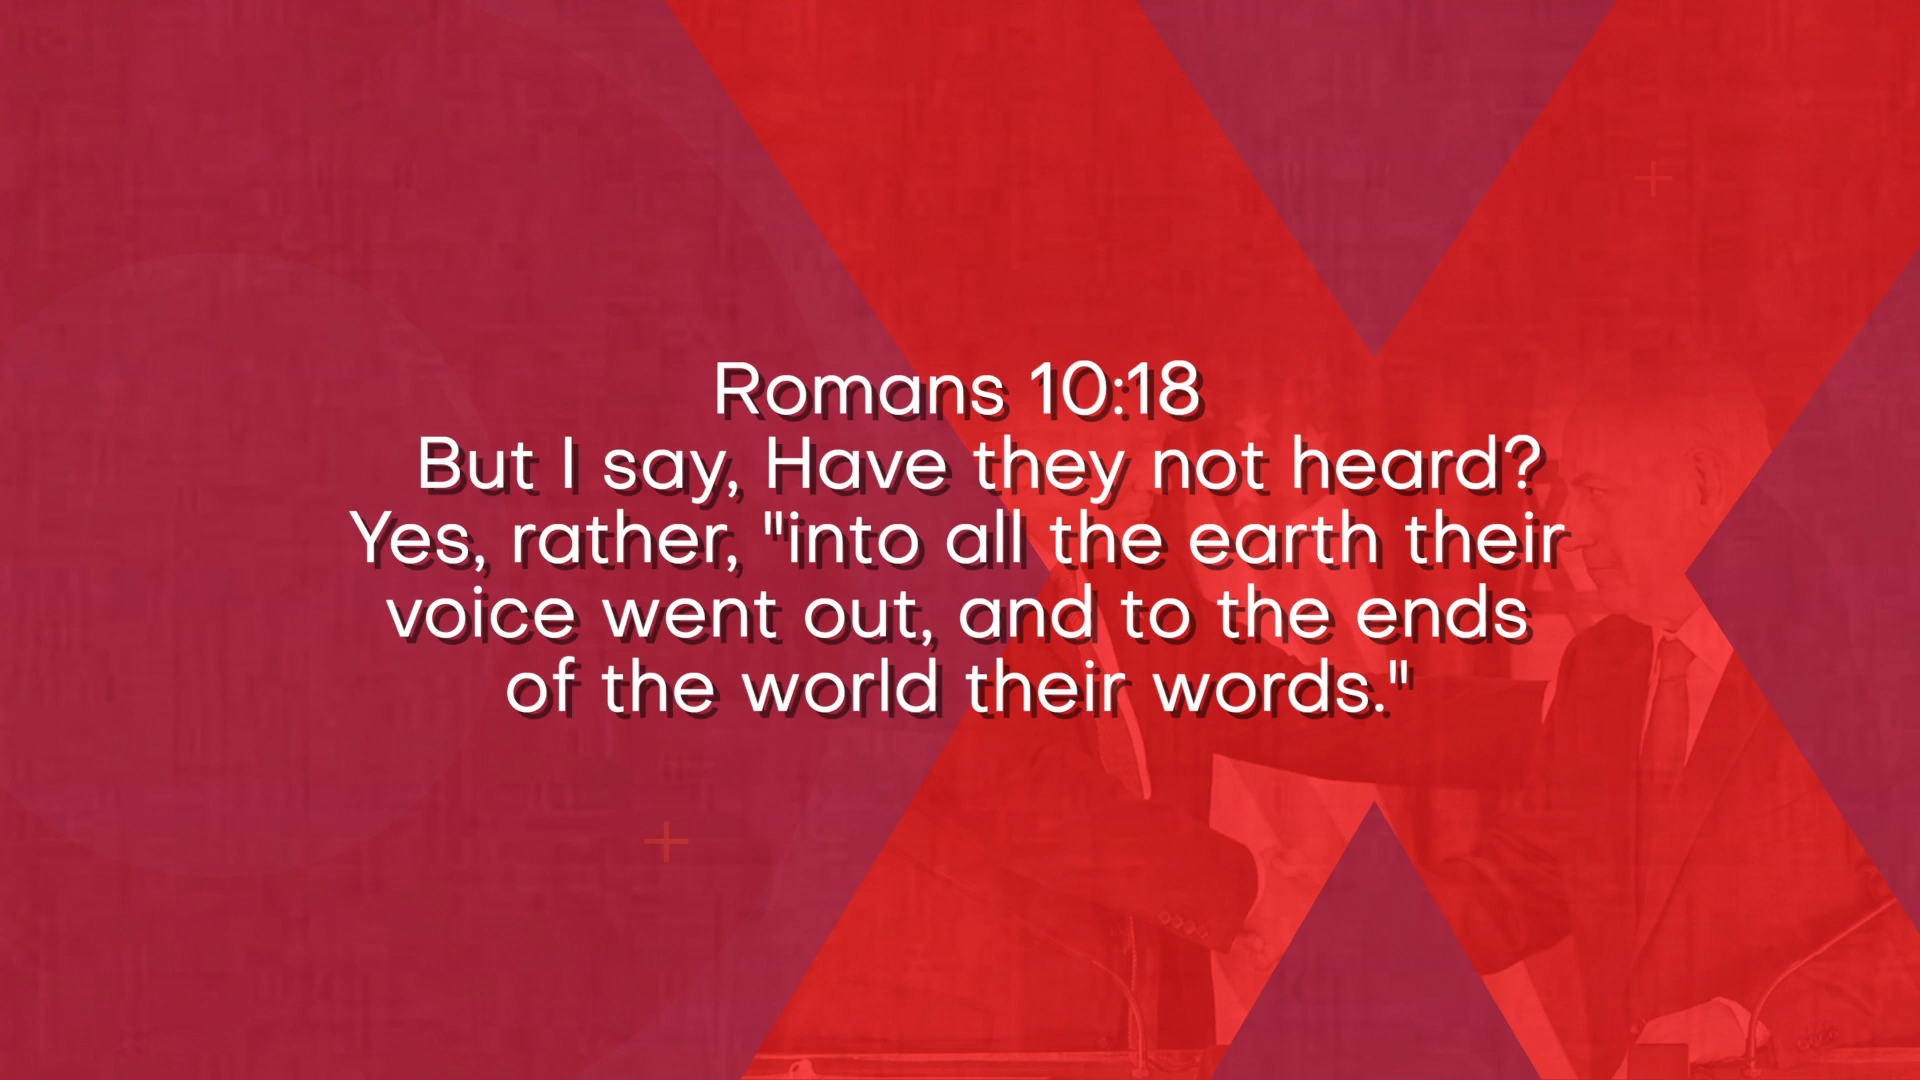 Romans 10:18
But I say, Have they not heard?
Yes, rather, "into all the earth their
voice went out, and to the ends
of the world their words."